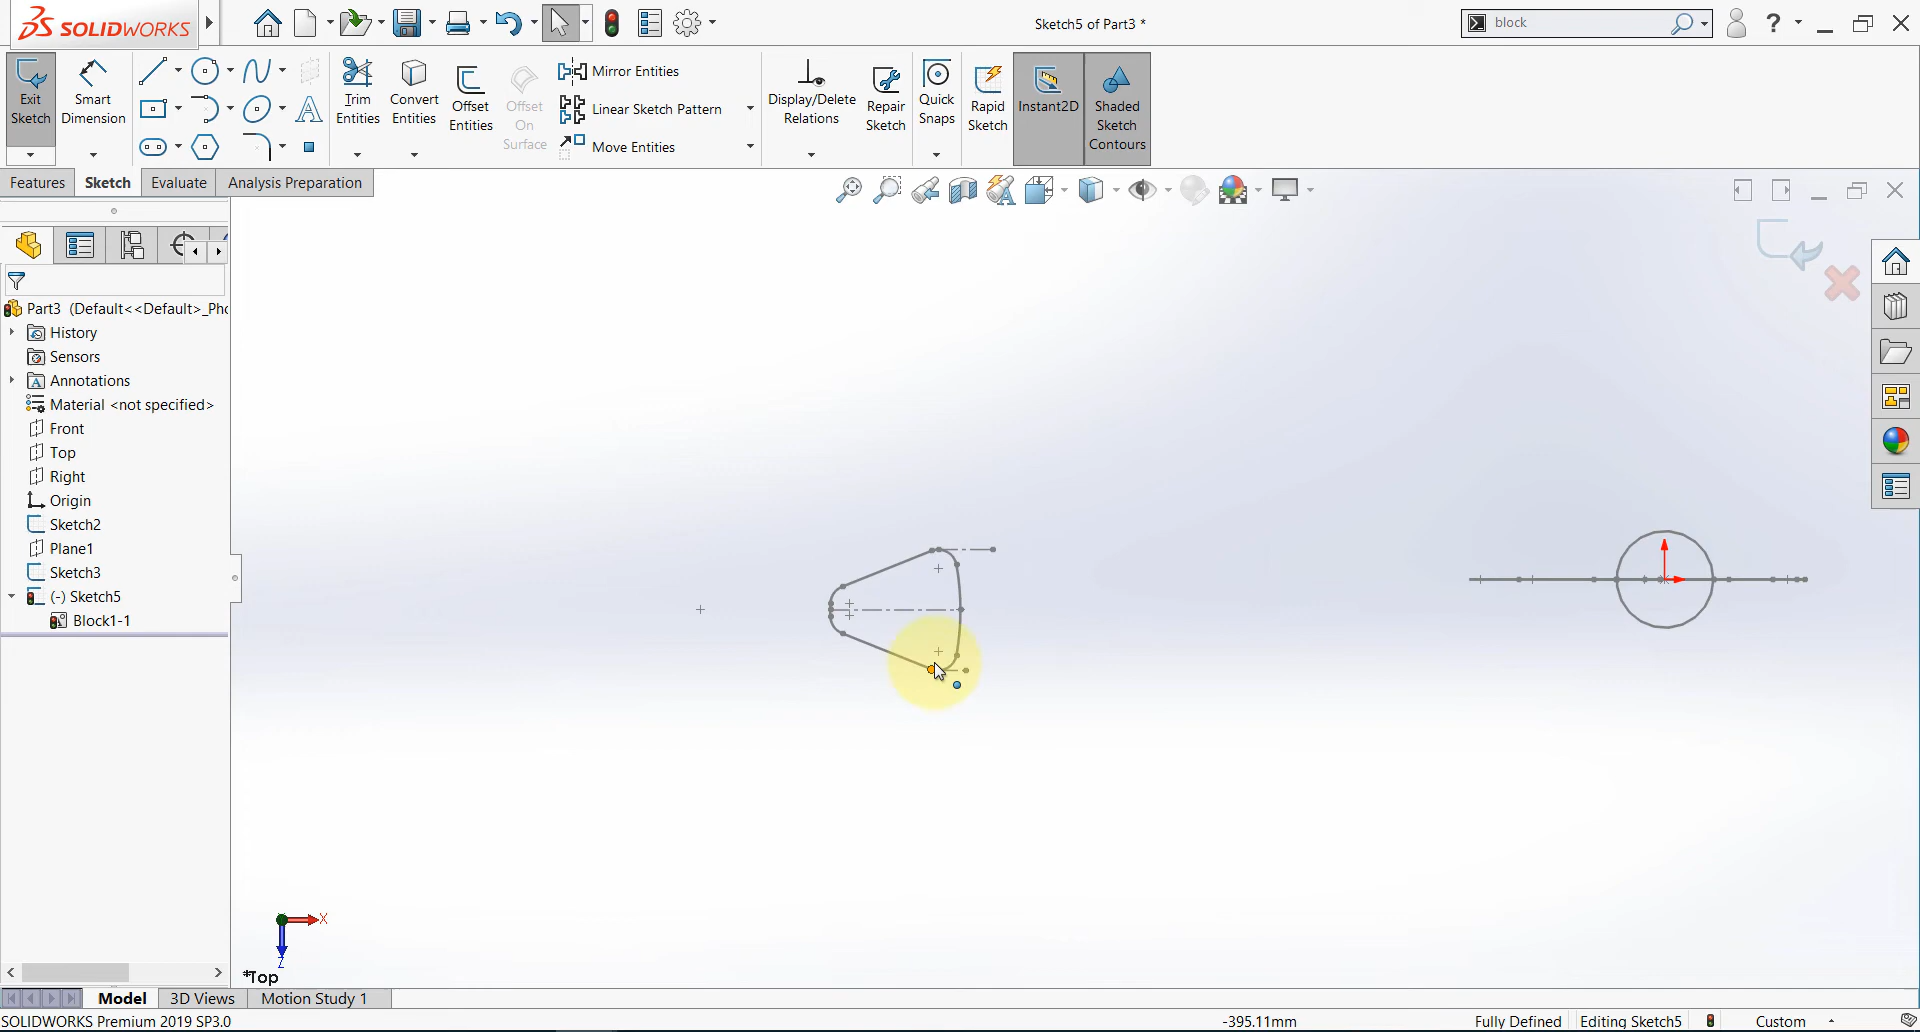 SOLIDWORKS
Sketch5 of Part3 *
block
?
Exit Sketch
Smart Dimension
Trim Entities
Convert Entities
Offset Entities
Offset On Surface
Mirror Entities
Linear Sketch Pattern
Move Entities
Display/Delete Relations
Repair Sketch
Quick Snaps
Rapid Sketch
Instant2D
Shaded Sketch Contours
Features
Sketch
Evaluate
Analysis Preparation
Part3 (Default<<Default>_Pho
History
Sensors
Annotations
Material <not specified>
Front
Top
Right
Origin
Sketch2
Plane1
Sketch3
(-) Sketch5
Block1-1
X
Z
*Top
Model
3D Views
Motion Study 1
SOLIDWORKS Premium 2019 SP3.0
-395.11mm
Fully Defined
Editing Sketch5
Custom